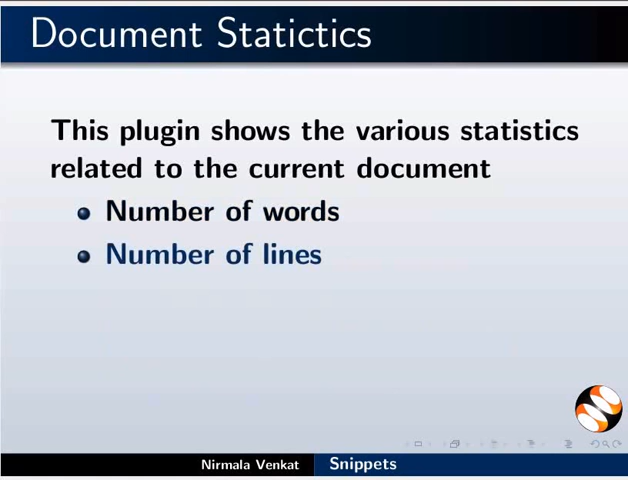 Document Statictics
This plugin shows the various statistics
related to the current document
Number of words
Number of lines
Nirmala Venkat
Snippets